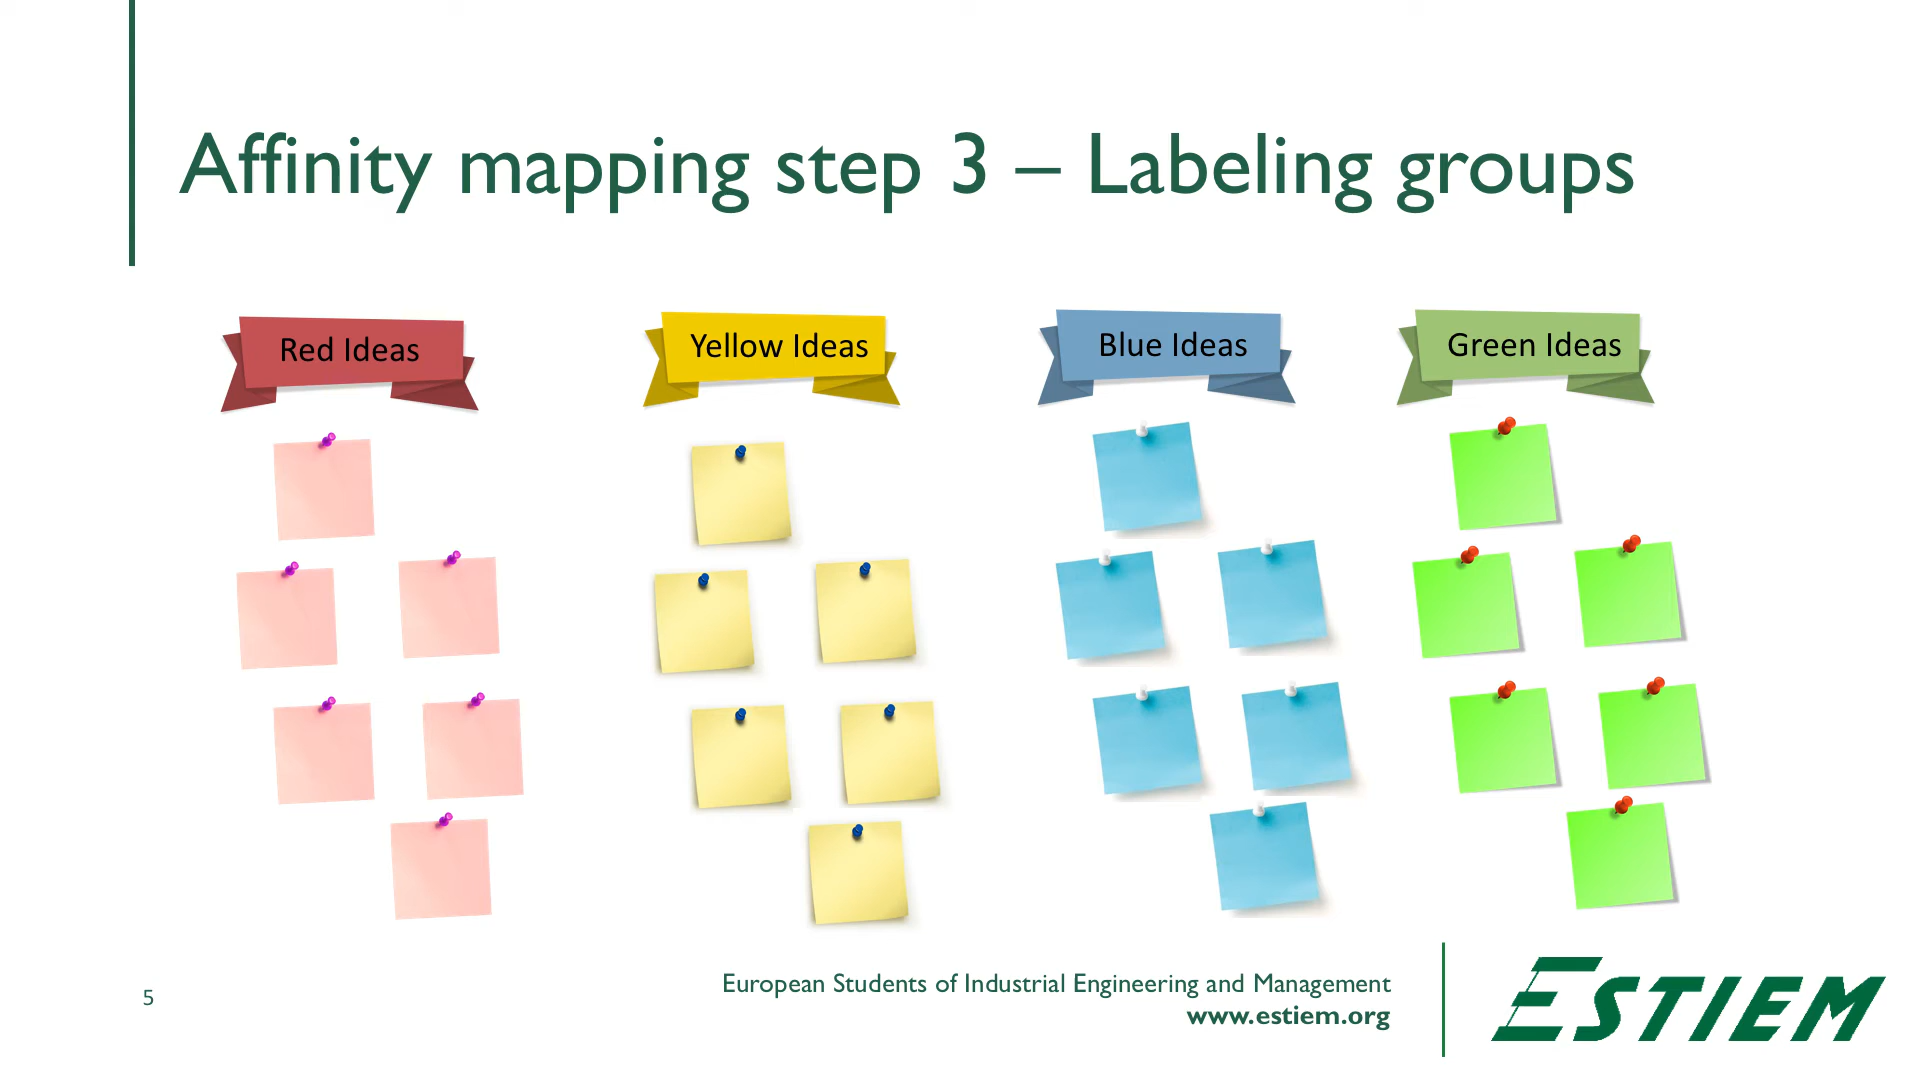 Affinity mapping step 3 – Labeling groups
Red Ideas
Yellow Ideas
Blue Ideas
Green Ideas
5
European Students of Industrial Engineering and Management
www.estiem.org
ESTIEM